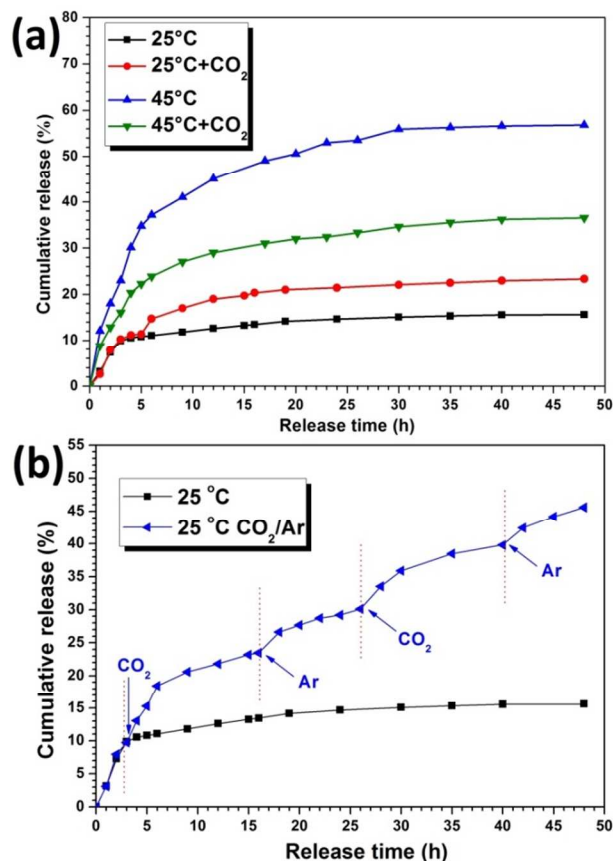 (a)
25°C
25°C+CO₂
45°C
45°C+CO₂
Cumulative release (%)
80
70
60
50
40
30
20
10
0
0 5 10 15 20 25 30 35 40 45 50
Release time (h)
(b)
25 °C
25 °C CO₂/Ar
Cumulative release (%)
55
50
45
40
35
30
25
20
15
10
5
0
CO₂
Ar
CO₂
Ar
0 5 10 15 20 25 30 35 40 45 50
Release time (h)